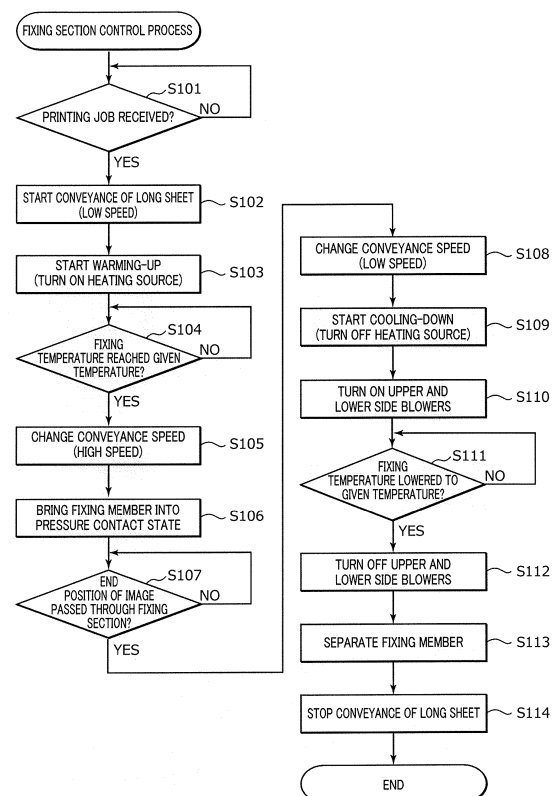 FIXING SECTION CONTROL PROCESS
S101
PRINTING JOB RECEIVED?
NO
YES
START CONVEYANCE OF LONG SHEET
(LOW SPEED)
S102
START WARMING-UP
(TURN ON HEATING SOURCE)
S103
S104
FIXING
TEMPERATURE REACHED GIVEN
TEMPERATURE?
NO
YES
CHANGE CONVEYANCE SPEED
(HIGH SPEED)
S105
BRING FIXING MEMBER INTO
PRESSURE CONTACT STATE
S106
S107
END
POSITION OF IMAGE
PASSED THROUGH FIXING
SECTION?
NO
YES
CHANGE CONVEYANCE SPEED
(LOW SPEED)
S108
START COOLING-DOWN
(TURN OFF HEATING SOURCE)
S109
TURN ON UPPER AND
LOWER SIDE BLOWERS
S110
S111
FIXING
TEMPERATURE LOWERED TO
GIVEN TEMPERATURE?
NO
YES
TURN OFF UPPER AND
LOWER SIDE BLOWERS
S112
SEPARATE FIXING MEMBER
S113
STOP CONVEYANCE OF LONG SHEET
S114
END